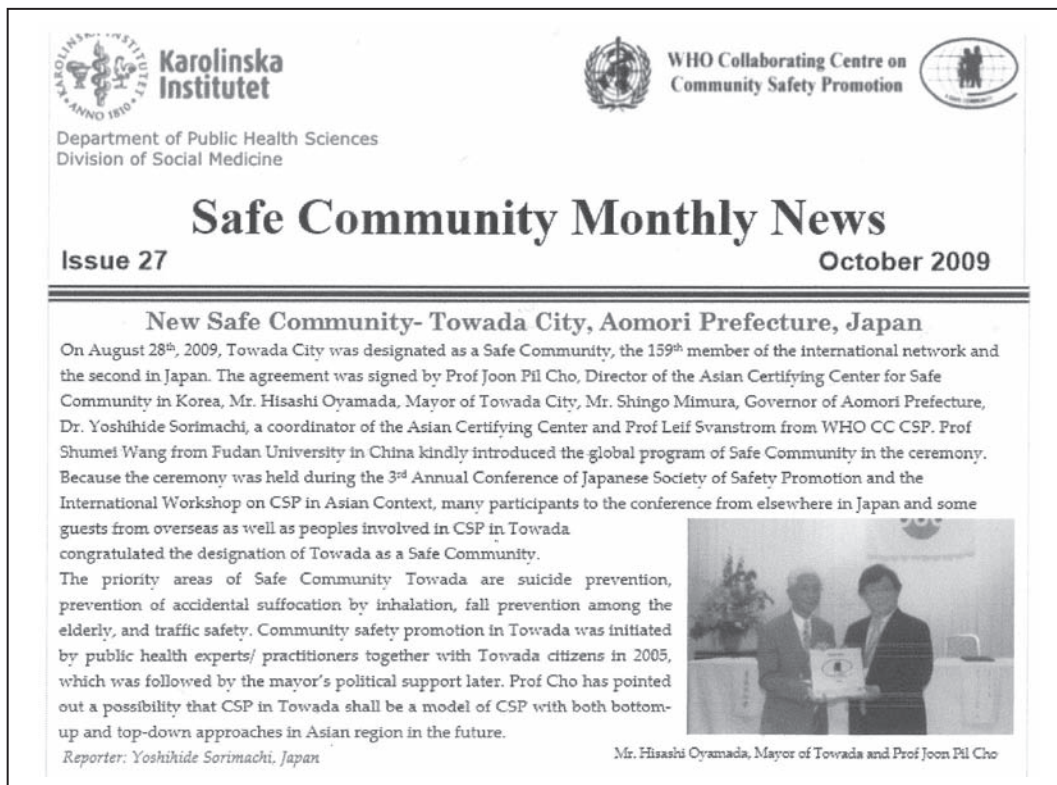 KAROLINSKA INSTITUTET
ANNO 1810
Karolinska
Institutet
WHO Collaborating Centre on
Community Safety Promotion
A SAFE COMMUNITY
Department of Public Health Sciences
Division of Social Medicine
Safe Community Monthly News
Issue 27
October 2009
New Safe Community- Towada City, Aomori Prefecture, Japan
On August 28th, 2009, Towada City was designated as a Safe Community, the 159th member of the international network and
the second in Japan. The agreement was signed by Prof Joon Pil Cho, Director of the Asian Certifying Center for Safe
Community in Korea, Mr. Hisashi Oyamada, Mayor of Towada City, Mr. Shingo Mimura, Governor of Aomori Prefecture,
Dr. Yoshihide Sorimachi, a coordinator of the Asian Certifying Center and Prof Leif Svanstrom from WHO CC CSP. Prof
Shumei Wang from Fudan University in China kindly introduced the global program of Safe Community in the ceremony.
Because the ceremony was held during the 3rd Annual Conference of Japanese Society of Safety Promotion and the
International Workshop on CSP in Asian Context, many participants to the conference from elsewhere in Japan and some
guests from overseas as well as peoples involved in CSP in Towada
congratulated the designation of Towada as a Safe Community.
The priority areas of Safe Community Towada are suicide prevention,
prevention of accidental suffocation by inhalation, fall prevention among the
elderly, and traffic safety. Community safety promotion in Towada was initiated
by public health experts/ practitioners together with Towada citizens in 2005,
which was followed by the mayor's political support later. Prof Cho has pointed
out a possibility that CSP in Towada shall be a model of CSP with both bottom-
up and top-down approaches in Asian region in the future.
Reporter: Yoshihide Sorimachi, Japan
Mr. Hisashi Oyamada, Mayor of Towada and Prof Joon Pil Cho